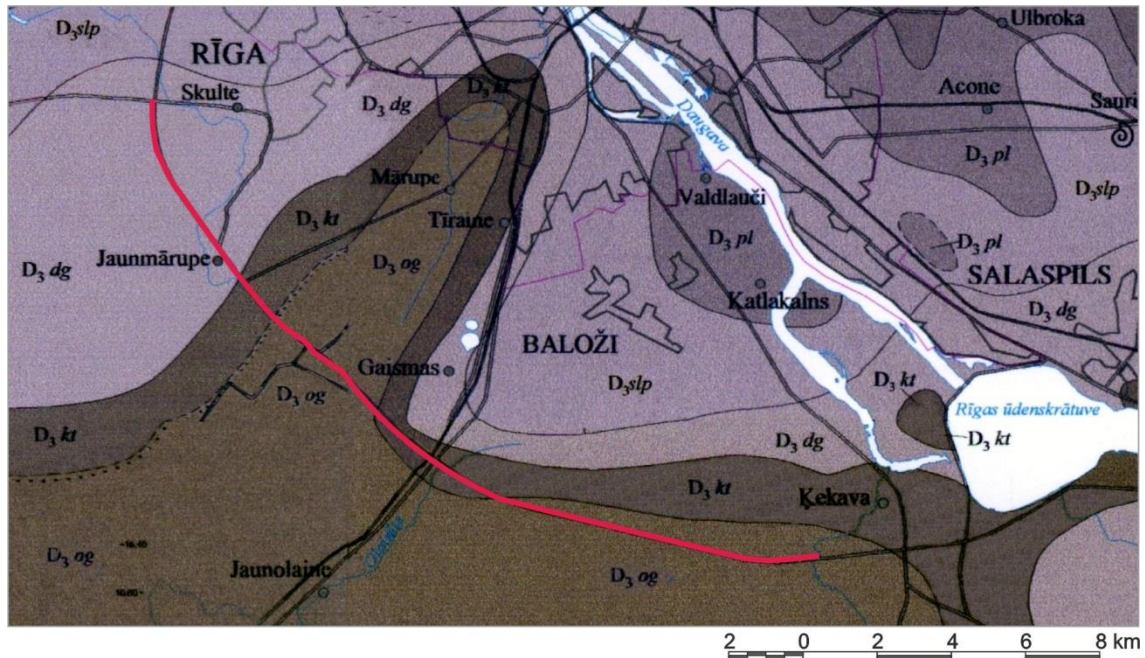 D₃slp
RĪGA
Ulbroka
Skulte
D₃ kt
D₃ dg
Acone
Sauri
Daugava
D₃ pl
Mārupe
Valdlauči
D₃slp
D₃ kt
Tīraine
D₃ pl
D₃ pl
Jaunmārupe
D₃ og
D₃ dg
SALASPILS
Katlakalns
D₃ dg
BALOŽI
Gaismas
D₃slp
D₃ kt
D₃ og
Rīgas ūdenskrātuve
D₃ kt
D₃ dg
D₃ kt
D₃ kt
Ķekava
D₃ og
Jaunolaine
D₃ og
2 0 2 4 6 8 km